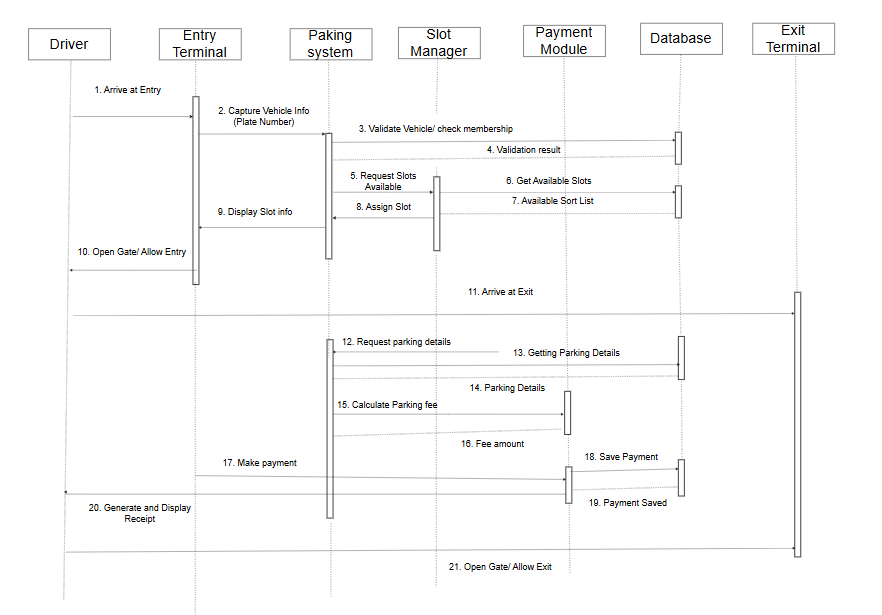 Driver
Entry
Terminal
Paking
system
Slot
Manager
Payment
Module
Database
Exit
Terminal
1. Arrive at Entry
2. Capture Vehicle Info
(Plate Number)
3. Validate Vehicle/ check membership
4. Validation result
5. Request Slots
Available
6. Get Available Slots
7. Available Sort List
8. Assign Slot
9. Display Slot info
10. Open Gate/ Allow Entry
11. Arrive at Exit
12. Request parking details
13. Getting Parking Details
14. Parking Details
15. Calculate Parking fee
16. Fee amount
17. Make payment
18. Save Payment
19. Payment Saved
20. Generate and Display
Receipt
21. Open Gate/ Allow Exit